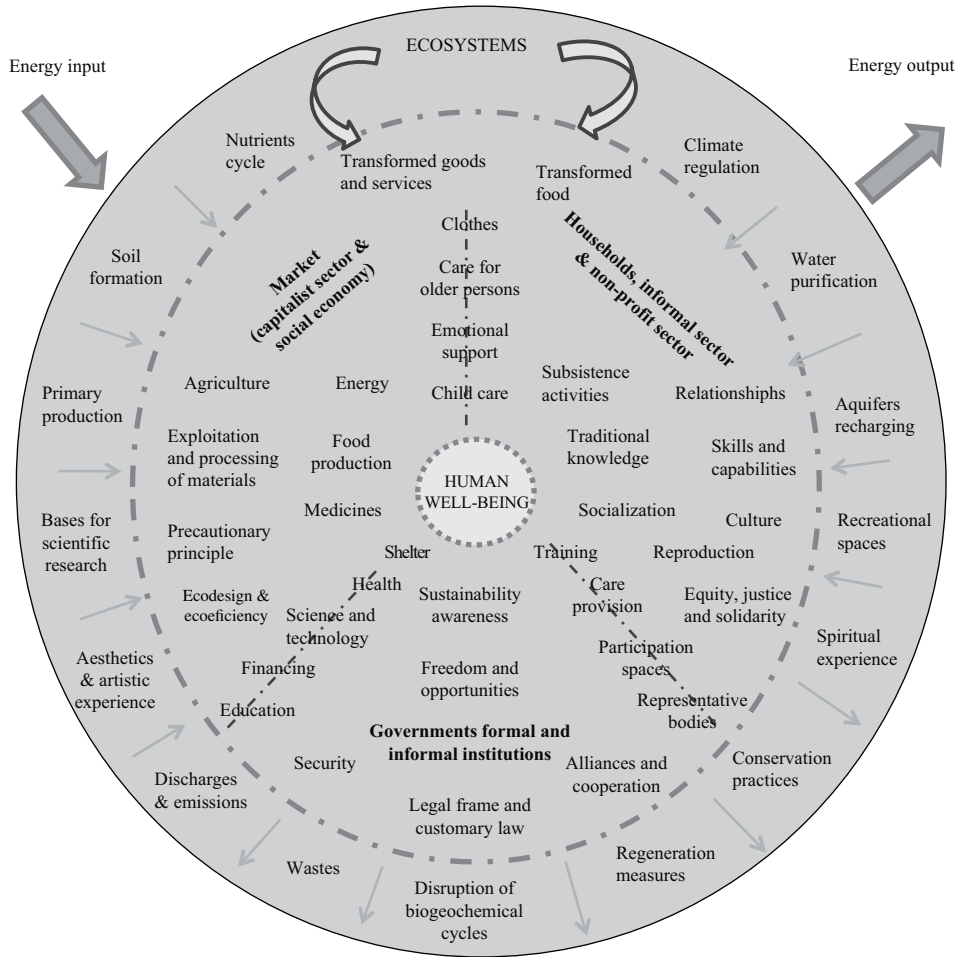 ECOSYSTEMS
Energy input
Energy output
Nutrients
cycle
Climate
regulation
Transformed goods
and services
Transformed
food
Soil
formation
Water
purification
Market
(capitalist sector &
social economy)
Clothes
Care for
older persons
Emotional
support
Child care
Households, informal sector
& non-profit sector
Primary
production
Agriculture
Energy
Subsistence
activities
Relationshiphs
Aquifers
recharging
Exploitation
and processing
of materials
Food
production
Traditional
knowledge
Skills and
capabilities
HUMAN
WELL-BEING
Bases for
scientific
research
Medicines
Socialization
Culture
Recreational
spaces
Precautionary
principle
Shelter
Training
Reproduction
Ecodesign &
ecoeficiency
Health
Science and
technology
Sustainability
awareness
Care
provision
Equity, justice
and solidarity
Aesthetics
& artistic
experience
Financing
Education
Freedom and
opportunities
Participation
spaces
Representative
bodies
Spiritual
experience
Governments formal and
informal institutions
Discharges
& emissions
Security
Alliances and
cooperation
Conservation
practices
Legal frame and
customary law
Wastes
Regeneration
measures
Disruption of
biogeochemical
cycles